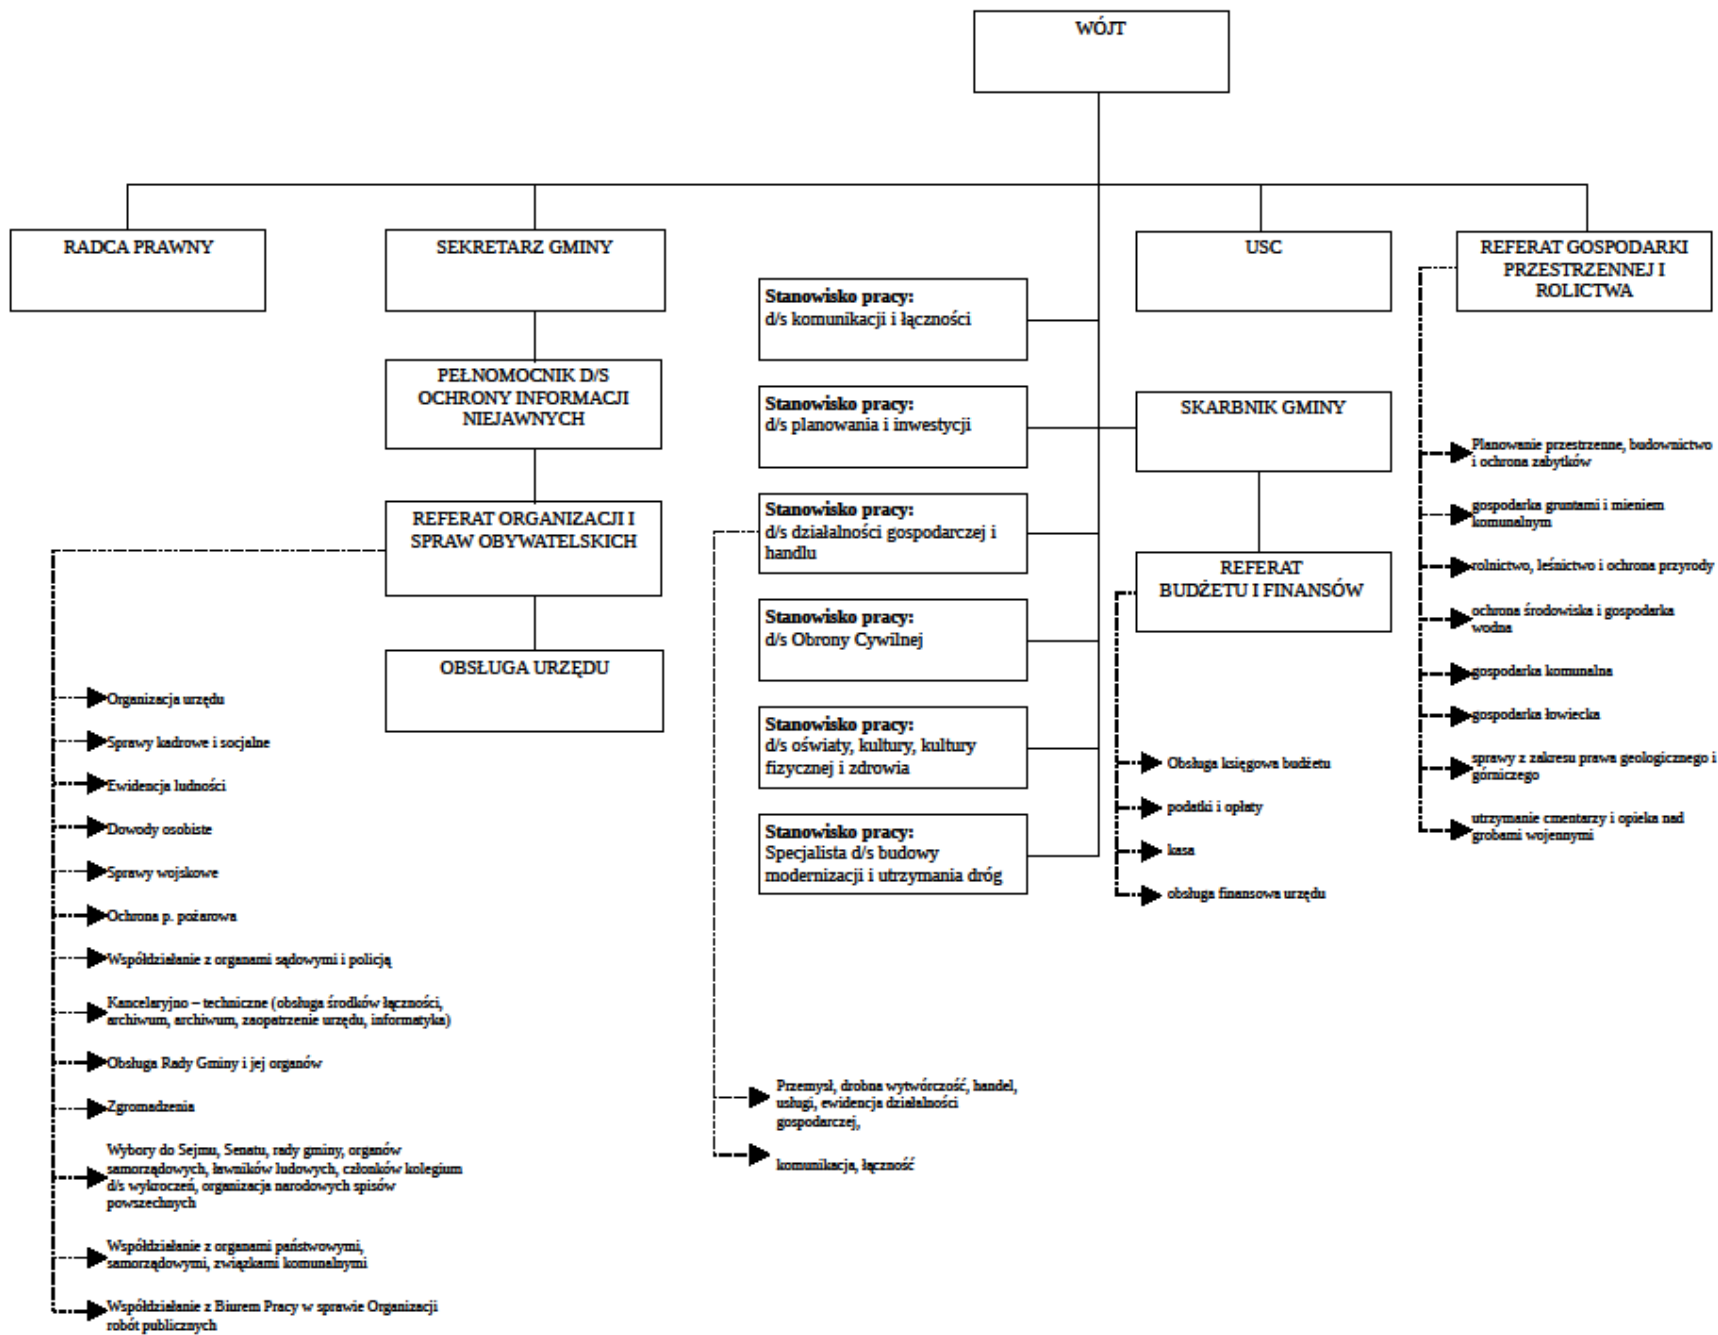 WÓJT
RADCA PRAWNY
SEKRETARZ GMINY
PEŁNOMOCNIK D/S
OCHRONY INFORMACJI
NIEJAWNYCH
REFERAT ORGANIZACJI I
SPRAW OBYWATELSKICH
OBSŁUGA URZĘDU
Organizacja urzędu
Sprawy kadrowe i socjalne
Ewidencja ludności
Dowody osobiste
Sprawy wojskowe
Ochrona p. pożarowa
Współdziałanie z organami sądowymi i policją
Kancelaryjno – techniczne (obsługa środków łączności,
archiwum, archiwum, zaopatrzenie urzędu, informatyka)
Obsługa Rady Gminy i jej organów
Zgromadzenia
Wybory do Sejmu, Senatu, rady gminy, organów
samorządowych, ławników ludowych, członków kolegium
d/s wykroczeń, organizacja narodowych spisów
powszechnych
Współdziałanie z organami państwowymi,
samorządowymi, związkami komunalnymi
Współdziałanie z Biurem Pracy w sprawie Organizacji
robót publicznych
Stanowisko pracy:
d/s komunikacji i łączności
Stanowisko pracy:
d/s planowania i inwestycji
Stanowisko pracy:
d/s działalności gospodarczej i
handlu
Stanowisko pracy:
d/s Obrony Cywilnej
Stanowisko pracy:
d/s oświaty, kultury, kultury
fizycznej i zdrowia
Stanowisko pracy:
Specjalista d/s budowy
modernizacji i utrzymania dróg
Przemysł, drobna wytwórczość, handel,
usługi, ewidencja działalności
gospodarczej,
komunikacja, łączność
USC
SKARBNIK GMINY
REFERAT
BUDŻETU I FINANSÓW
Obsługa księgowa budżetu
podatki i opłaty
kasa
obsługa finansowa urzędu
REFERAT GOSPODARKI
PRZESTRZENNEJ I
ROLICTWA
Planowanie przestrzenne, budownictwo
i ochrona zabytków
gospodarka gruntami i mieniem
komunalnym
rolnictwo, leśnictwo i ochrona przyrody
ochrona środowiska i gospodarka
wodna
gospodarka komunalna
gospodarka łowiecka
sprawy z zakresu prawa geologicznego i
górniczego
utrzymanie cmentarzy i opieka nad
grobami wojennymi